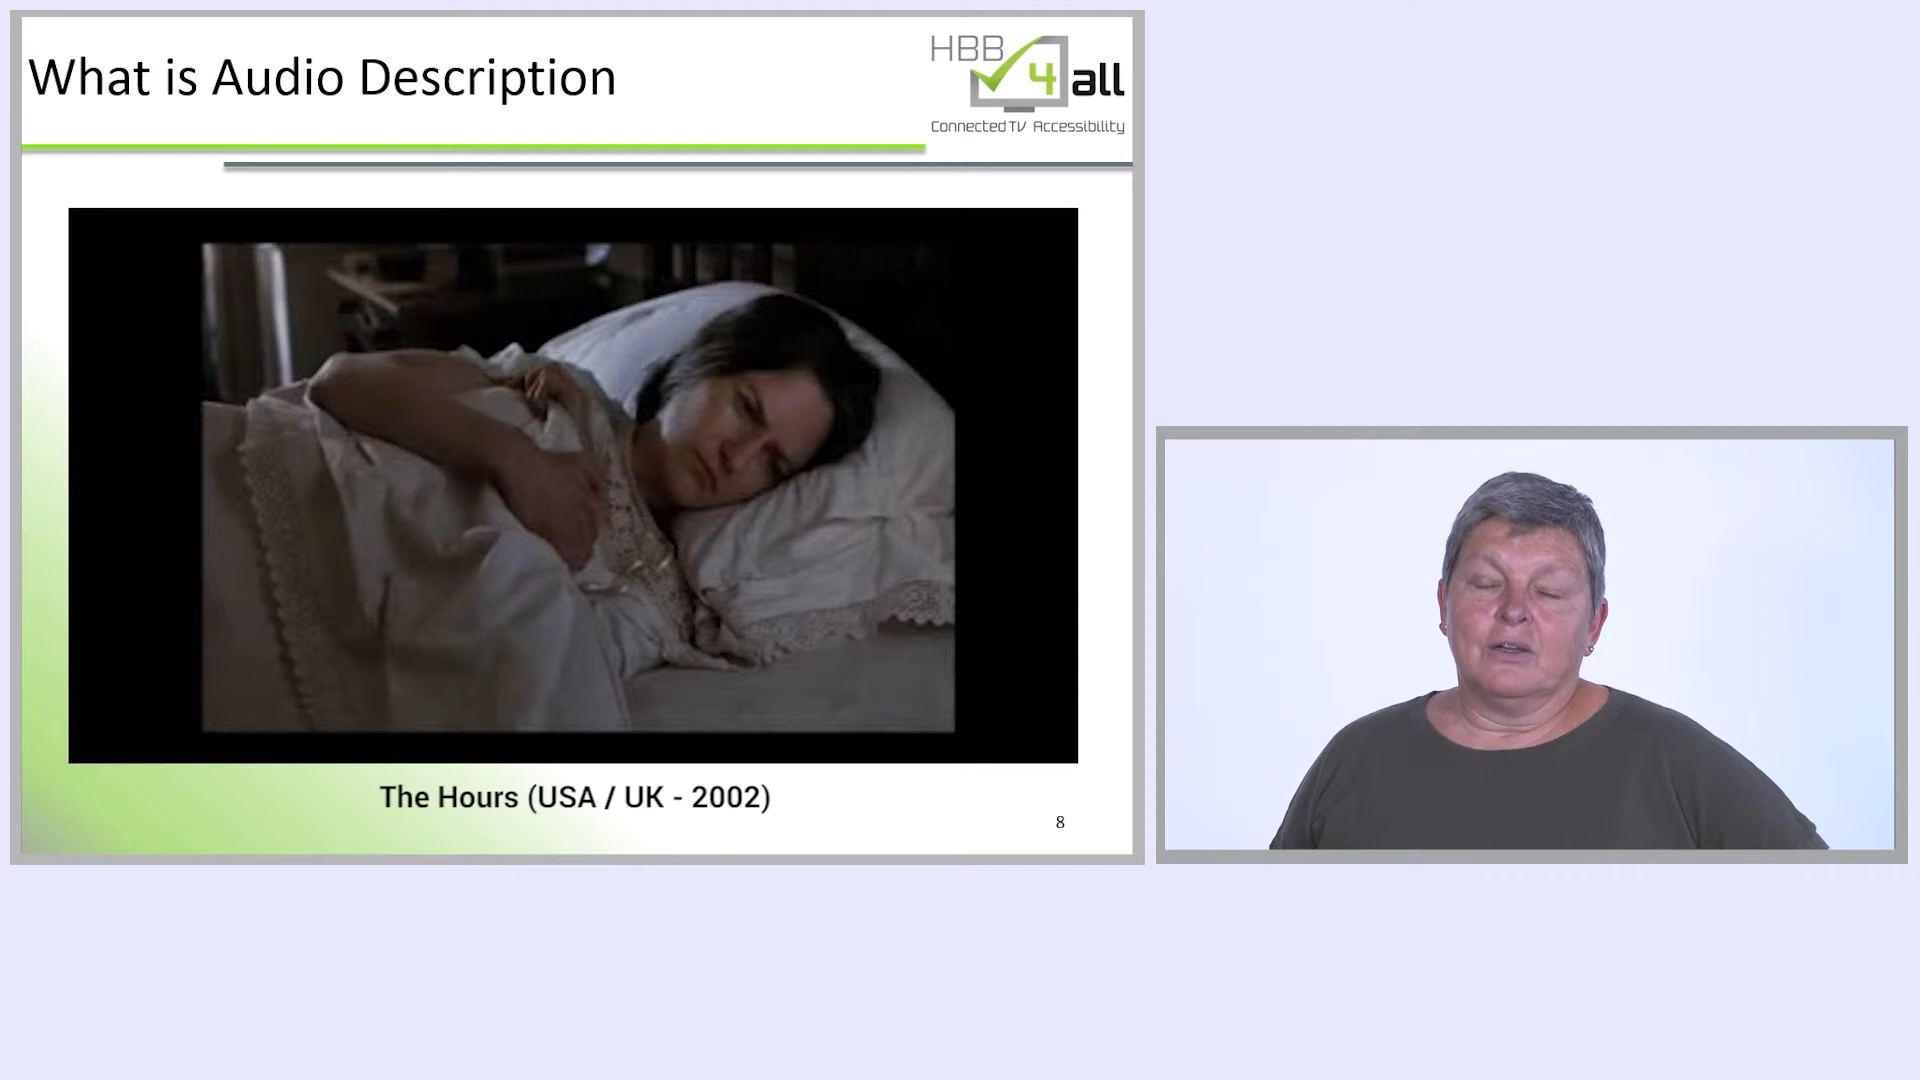 What is Audio Description
HBB
4 all
Connected TV Accessibility
The Hours (USA / UK - 2002)
8